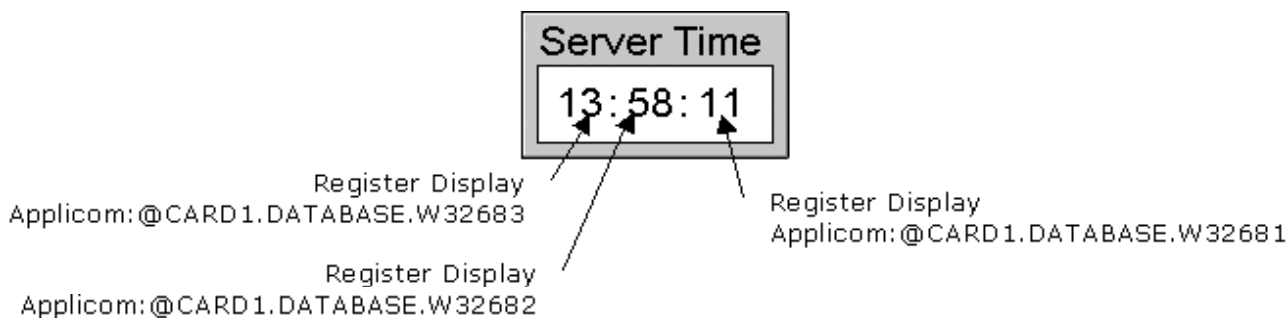 Server Time
13:58:11
Register Display
Applicom:@CARD1.DATABASE.W32683
Register Display
Applicom:@CARD1.DATABASE.W32681
Register Display
Applicom:@CARD1.DATABASE.W32682